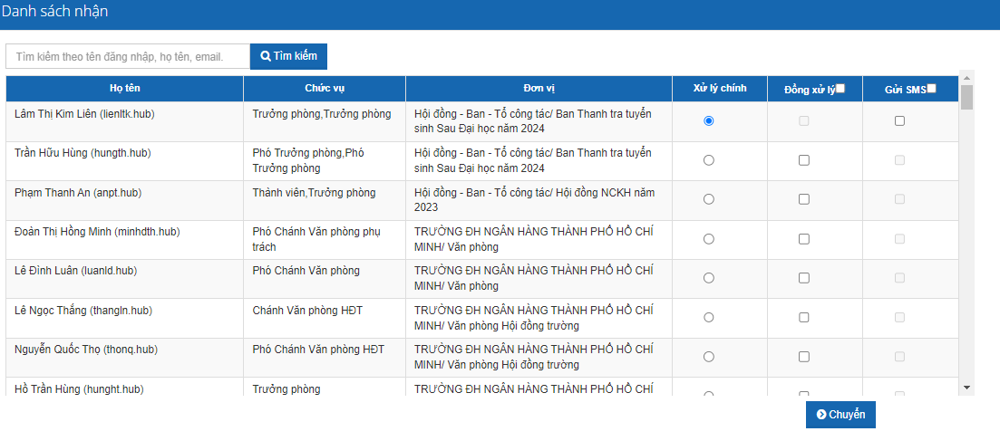 Danh sách nhận
Tìm kiếm theo tên đăng nhập, họ tên, email. Tìm kiếm
Họ tên Chức vụ Đơn vị Xử lý chính Đồng xử lý Gửi SMS
Lâm Thị Kim Liên (lienltk.hub) Trưởng phòng,Trưởng phòng Hội đồng - Ban - Tổ công tác/ Ban Thanh tra tuyển
sinh Sau Đại học năm 2024
Trần Hữu Hùng (hungth.hub) Phó Trưởng phòng,Phó Hội đồng - Ban - Tổ công tác/ Ban Thanh tra tuyển
Trưởng phòng sinh Sau Đại học năm 2024
Phạm Thanh An (anpt.hub) Thành viên,Trưởng phòng Hội đồng - Ban - Tổ công tác/ Hội đồng NCKH năm
2023
Đoàn Thị Hồng Minh (minhdth.hub) Phó Chánh Văn phòng phụ TRƯỜNG ĐH NGÂN HÀNG THÀNH PHỐ HỒ CHÍ
trách MINH/ Văn phòng
Lê Đình Luân (luanld.hub) Phó Chánh Văn phòng TRƯỜNG ĐH NGÂN HÀNG THÀNH PHỐ HỒ CHÍ
MINH/ Văn phòng
Lê Ngọc Thắng (thangln.hub) Chánh Văn phòng HĐT TRƯỜNG ĐH NGÂN HÀNG THÀNH PHỐ HỒ CHÍ
MINH/ Văn phòng Hội đồng trường
Nguyễn Quốc Thọ (thonq.hub) Phó Chánh Văn phòng HĐT TRƯỜNG ĐH NGÂN HÀNG THÀNH PHỐ HỒ CHÍ
MINH/ Văn phòng Hội đồng trường
Hồ Trần Hùng (hunght.hub) Trưởng phòng TRƯỜNG ĐH NGÂN HÀNG THÀNH PHỐ HỒ CHÍ
Chuyển